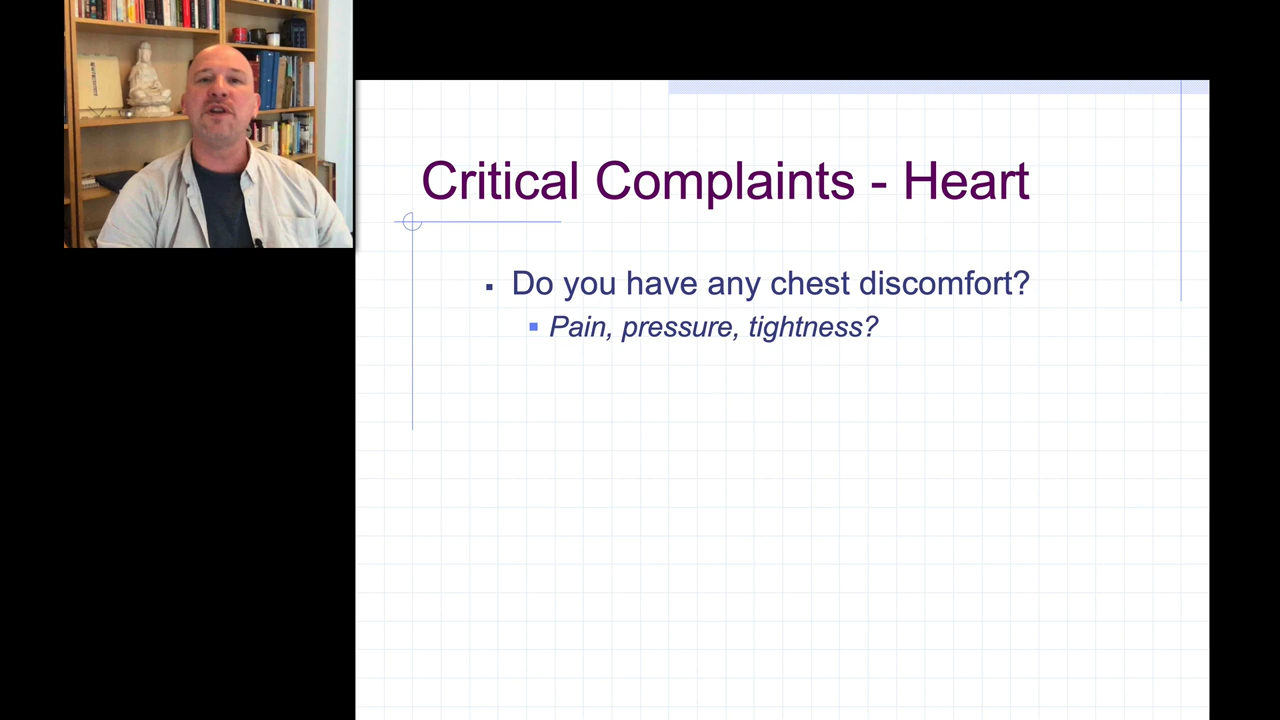 Critical Complaints - Heart
Do you have any chest discomfort?
Pain, pressure, tightness?